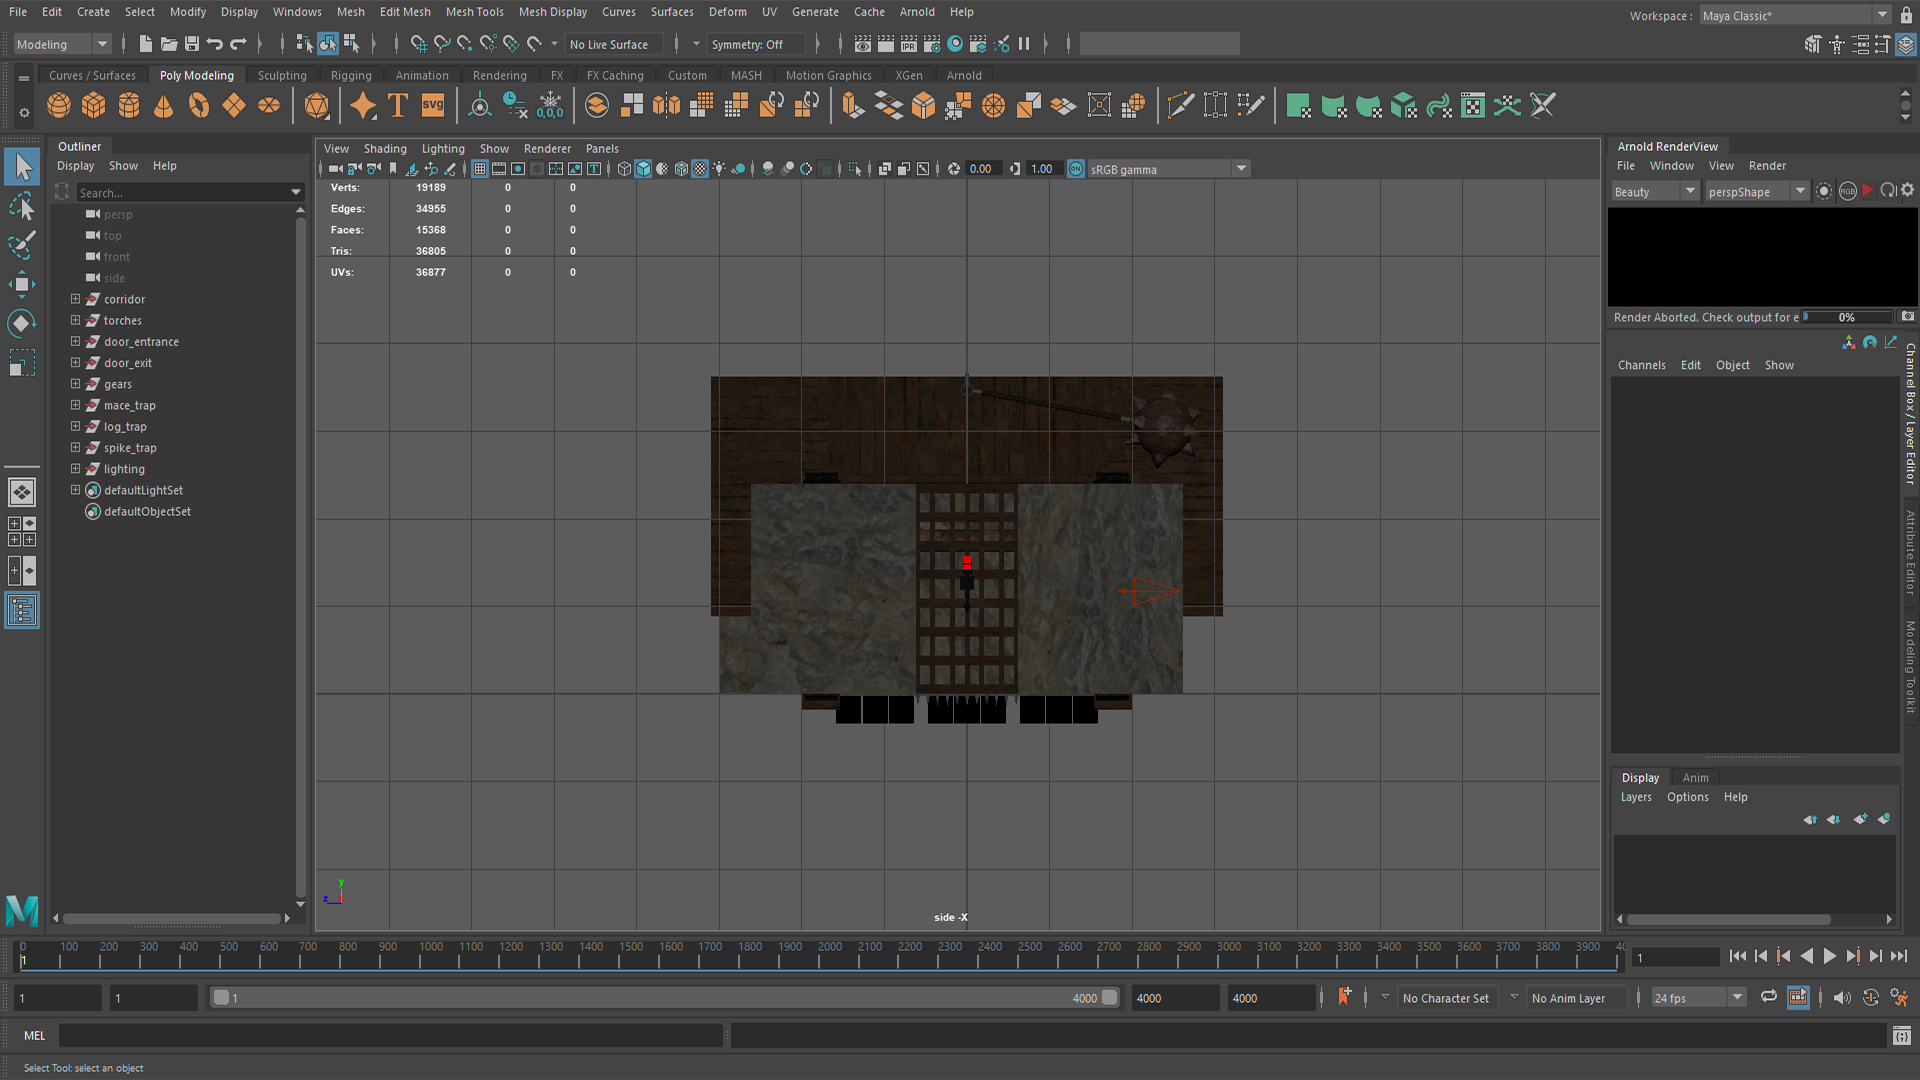 File Edit Create Select Modify Display Windows Mesh Edit Mesh Mesh Tools Mesh Display Curves Surfaces Deform UV Generate Cache Arnold Help
Workspace : Maya Classic*
Modeling No Live Surface Symmetry: Off
Curves / Surfaces Poly Modeling Sculpting Rigging Animation Rendering FX FX Caching Custom MASH Motion Graphics XGen Arnold
IPR
T SVG 0,0,0
Outliner
Display Show Help
Search...
persp
top
front
side
corridor
torches
door_entrance
door_exit
gears
mace_trap
log_trap
spike_trap
lighting
defaultLightSet
defaultObjectSet
View Shading Lighting Show Renderer Panels
0.00 1.00 sRGB gamma
Verts: 19189 0 0
Edges: 34955 0 0
Faces: 15368 0 0
Tris: 36805 0 0
UVs: 36877 0 0
y
z
side -X
Arnold RenderView
File Window View Render
Beauty perspShape RGB
Render Aborted. Check output for e 0%
Channels Edit Object Show
Channel Box / Layer Editor
Attribute Editor
Modeling Toolkit
Display Anim
Layers Options Help
0 100 200 300 400 500 600 700 800 900 1000 1100 1200 1300 1400 1500 1600 1700 1800 1900 2000 2100 2200 2300 2400 2500 2600 2700 2800 2900 3000 3100 3200 3300 3400 3500 3600 3700 3800 3900 40
1 1
1 1 1 4000 4000 4000 No Character Set No Anim Layer 24 fps
MEL
Select Tool: select an object